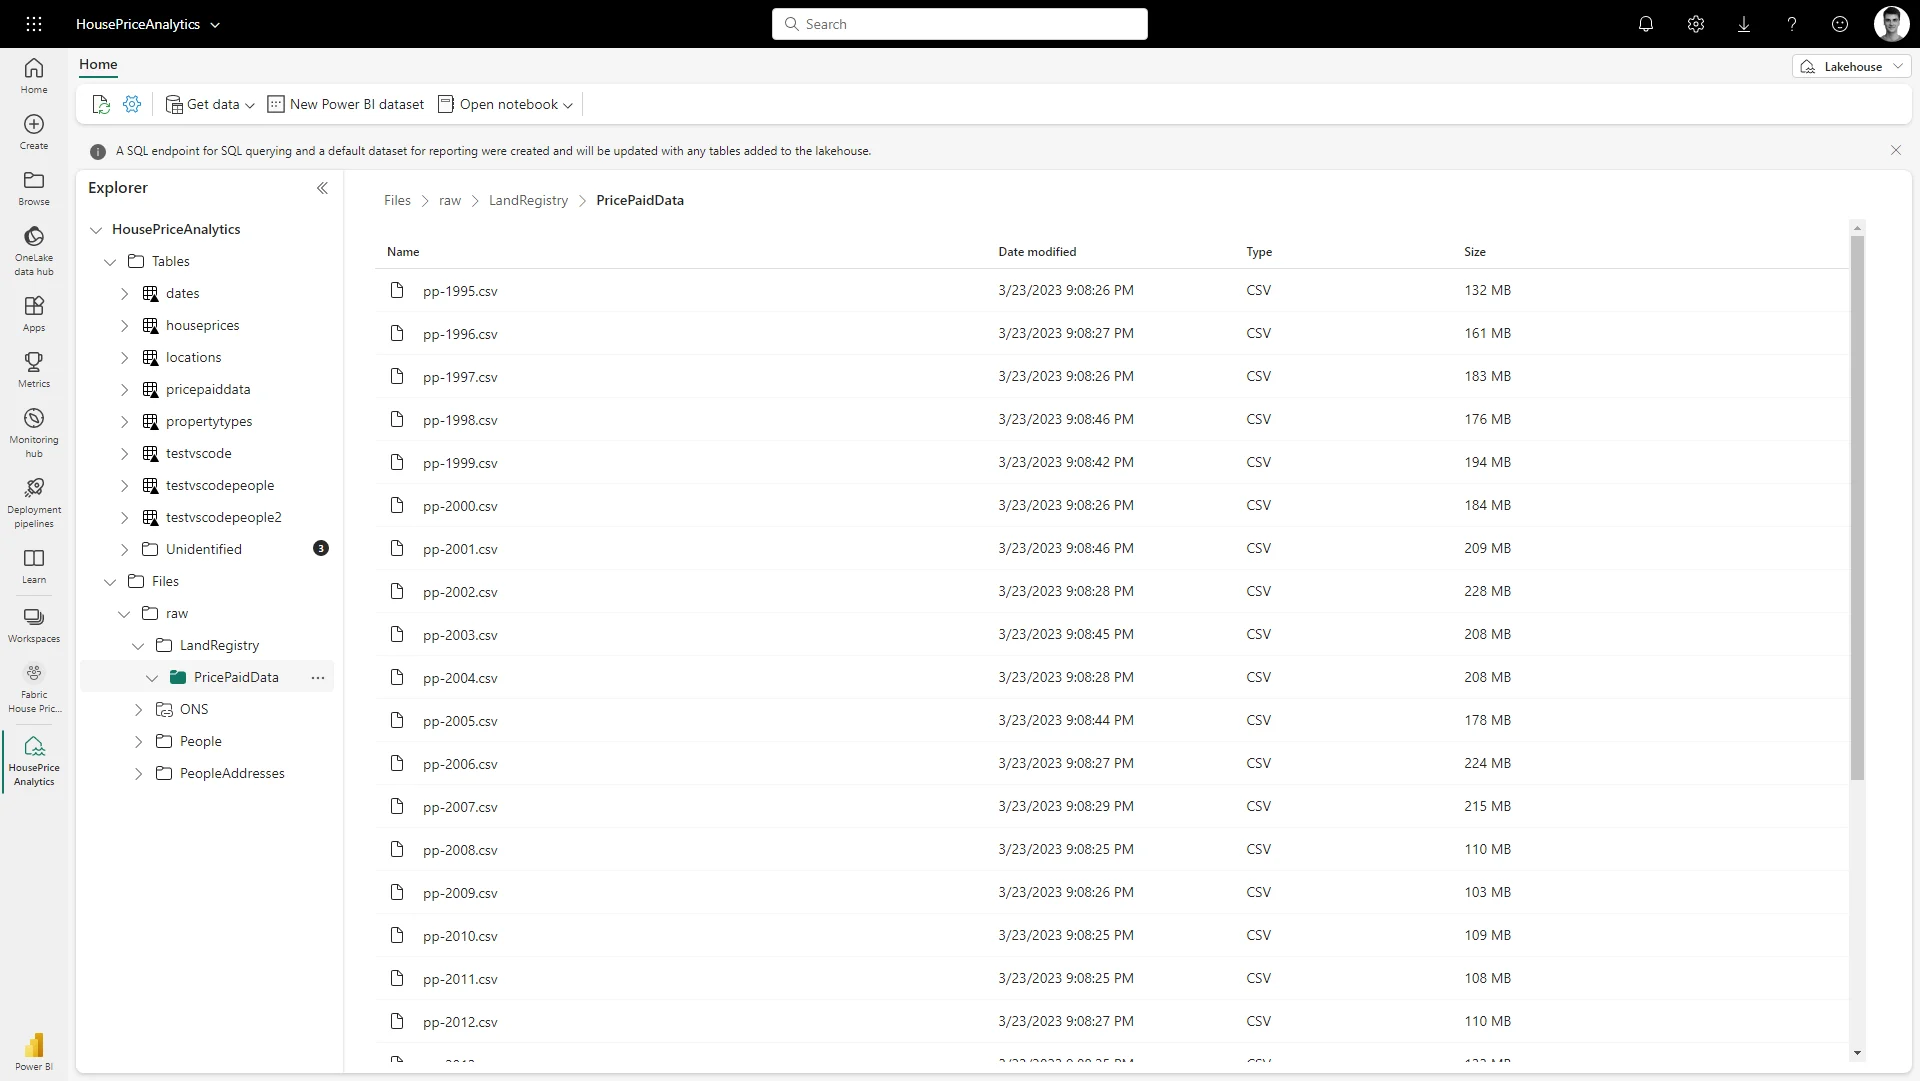 HousePriceAnalytics
Search
Home
Lakehouse
Get data
New Power BI dataset
Open notebook
A SQL endpoint for SQL querying and a default dataset for reporting were created and will be updated with any tables added to the lakehouse.
Home
Create
Browse
OneLake
data hub
Apps
Metrics
Monitoring
hub
Deployment
pipelines
Learn
Workspaces
Fabric
House Pric...
HousePrice
Analytics
Power BI
Explorer
HousePriceAnalytics
Tables
dates
houseprices
locations
pricepaiddata
propertytypes
testvscode
testvscodepeople
testvscodepeople2
Unidentified 3
Files
raw
LandRegistry
PricePaidData ...
ONS
People
PeopleAddresses
Files > raw > LandRegistry > PricePaidData
Name Date modified Type Size
pp-1995.csv 3/23/2023 9:08:26 PM CSV 132 MB
pp-1996.csv 3/23/2023 9:08:27 PM CSV 161 MB
pp-1997.csv 3/23/2023 9:08:26 PM CSV 183 MB
pp-1998.csv 3/23/2023 9:08:46 PM CSV 176 MB
pp-1999.csv 3/23/2023 9:08:42 PM CSV 194 MB
pp-2000.csv 3/23/2023 9:08:26 PM CSV 184 MB
pp-2001.csv 3/23/2023 9:08:46 PM CSV 209 MB
pp-2002.csv 3/23/2023 9:08:28 PM CSV 228 MB
pp-2003.csv 3/23/2023 9:08:45 PM CSV 208 MB
pp-2004.csv 3/23/2023 9:08:28 PM CSV 208 MB
pp-2005.csv 3/23/2023 9:08:44 PM CSV 178 MB
pp-2006.csv 3/23/2023 9:08:27 PM CSV 224 MB
pp-2007.csv 3/23/2023 9:08:29 PM CSV 215 MB
pp-2008.csv 3/23/2023 9:08:25 PM CSV 110 MB
pp-2009.csv 3/23/2023 9:08:26 PM CSV 103 MB
pp-2010.csv 3/23/2023 9:08:25 PM CSV 109 MB
pp-2011.csv 3/23/2023 9:08:25 PM CSV 108 MB
pp-2012.csv 3/23/2023 9:08:27 PM CSV 110 MB